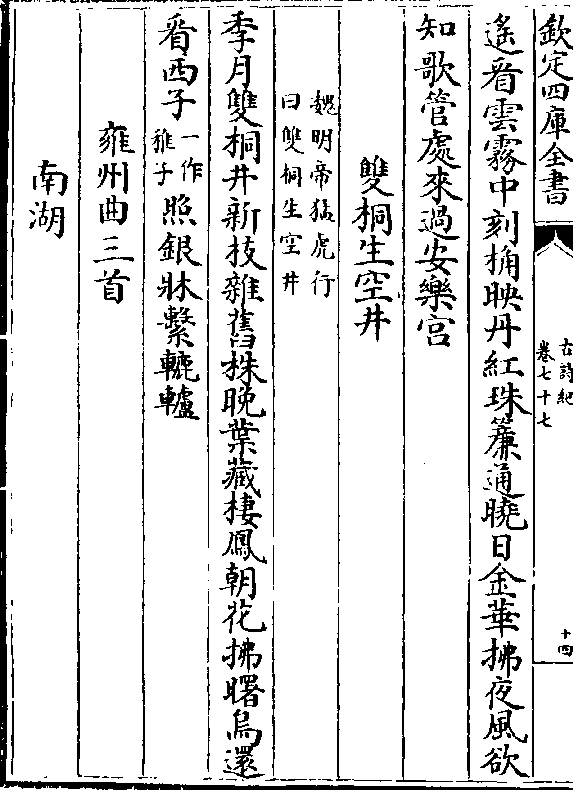 欽定四庫全書
古詩紀
卷七十七
十四
遙看雲霧中刻桷映丹紅珠簾通曉日金華拂夜風欲
知歌管處來過安樂宫
雙桐生空井
魏明帝猛虎行
曰雙桐生空井
季月雙桐井新枝雜舊株晚葉藏棲鳳朝花拂曙烏還
看西子一作稚子照銀牀繫轆轤
雍州曲三首
南湖